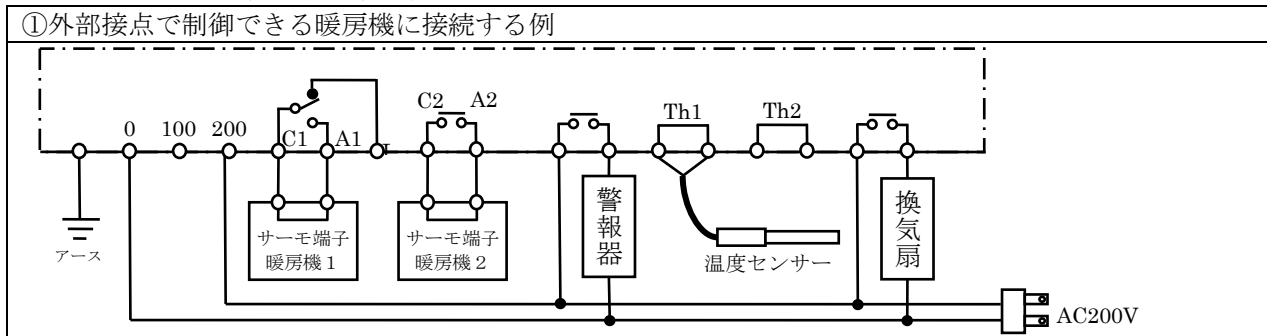 ①外部接点で制御できる暖房機に接続する例
C2 A2
Th1
Th2
0 100 200
C1 A1
サーモ端子
暖房機1
サーモ端子
暖房機2
警報器
換気扇
アース
温度センサー
AC200V